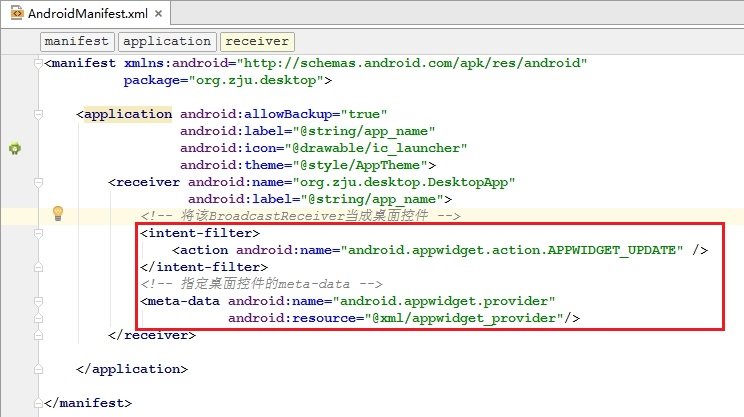 AndroidManifest.xml ×
manifest application receiver
<manifest xmlns:android="http://schemas.android.com/apk/res/android"
package="org.zju.desktop">
<application android:allowBackup="true"
android:label="@string/app_name"
android:icon="@drawable/ic_launcher"
android:theme="@style/AppTheme">
<receiver android:name="org.zju.desktop.DesktopApp"
android:label="@string/app_name">
<!-- 将该BroadcastReceiver当成桌面控件 -->
<intent-filter>
<action android:name="android.appwidget.action.APPWIDGET_UPDATE" />
</intent-filter>
<!-- 指定桌面控件的meta-data -->
<meta-data android:name="android.appwidget.provider"
android:resource="@xml/appwidget_provider"/>
</receiver>
</application>
</manifest>